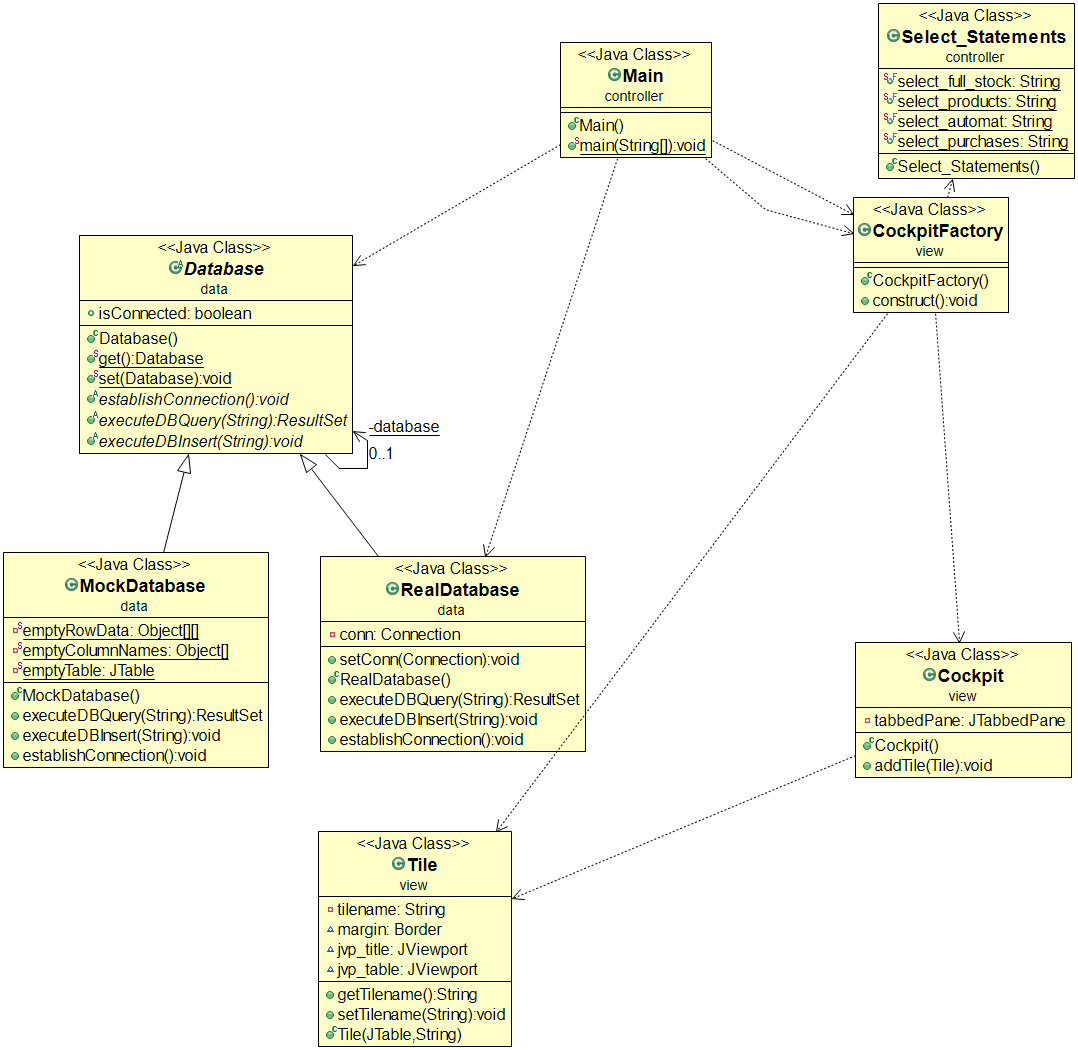 <<Java Class>>
Select_Statements
controller
select_full_stock: String
select_products: String
select_automat: String
select_purchases: String
Select_Statements()
<<Java Class>>
Main
controller
Main()
main(String[]):void
<<Java Class>>
CockpitFactory
view
CockpitFactory()
construct():void
<<Java Class>>
Database
data
isConnected: boolean
Database()
get():Database
set(Database):void
establishConnection():void
executeDBQuery(String):ResultSet
executeDBInsert(String):void
-database
0..1
<<Java Class>>
MockDatabase
data
emptyRowData: Object[][]
emptyColumnNames: Object[]
emptyTable: JTable
MockDatabase()
executeDBQuery(String):ResultSet
executeDBInsert(String):void
establishConnection():void
<<Java Class>>
RealDatabase
data
conn: Connection
setConn(Connection):void
RealDatabase()
executeDBQuery(String):ResultSet
executeDBInsert(String):void
establishConnection():void
<<Java Class>>
Cockpit
view
tabbedPane: JTabbedPane
Cockpit()
addTile(Tile):void
<<Java Class>>
Tile
view
tilename: String
margin: Border
jvp_title: JViewport
jvp_table: JViewport
getTilename():String
setTilename(String):void
Tile(JTable,String)